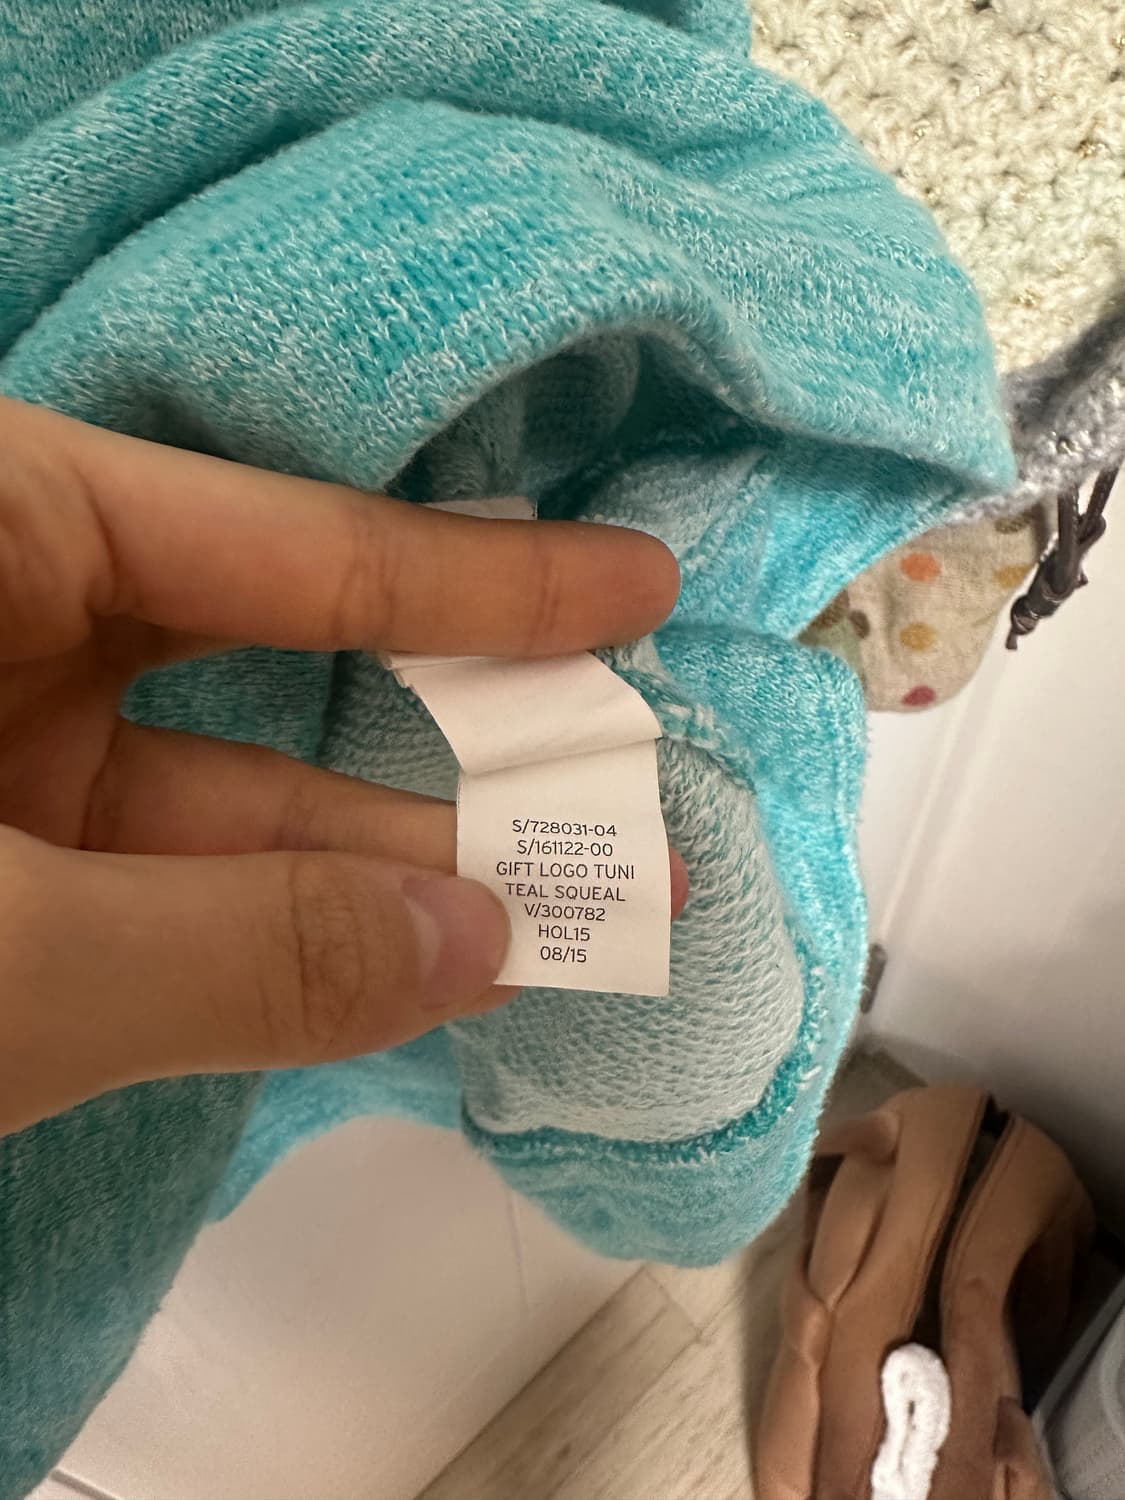 S/728031-04
S/161122-00
GIFT LOGO TUNI
TEAL SQUEAL
V/300782
HOL15
08/15